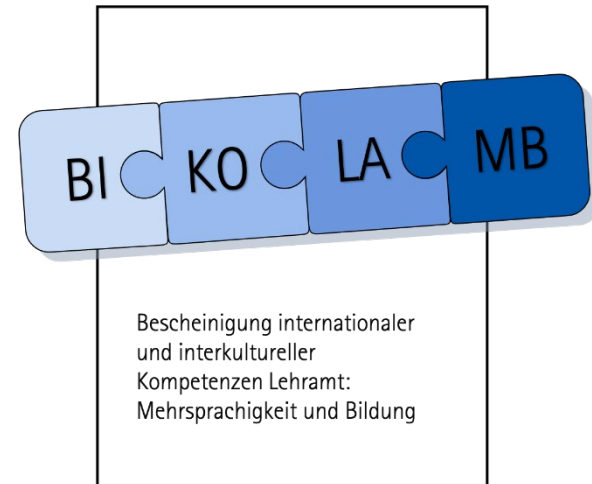 BI KO LA MB
Bescheinigung internationaler
und interkultureller
Kompetenzen Lehramt:
Mehrsprachigkeit und Bildung